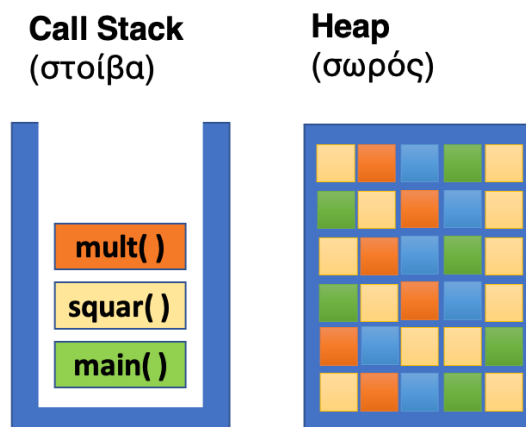 Call Stack
(στοίβα)
Heap
(σωρός)
mult( )
squar( )
main( )